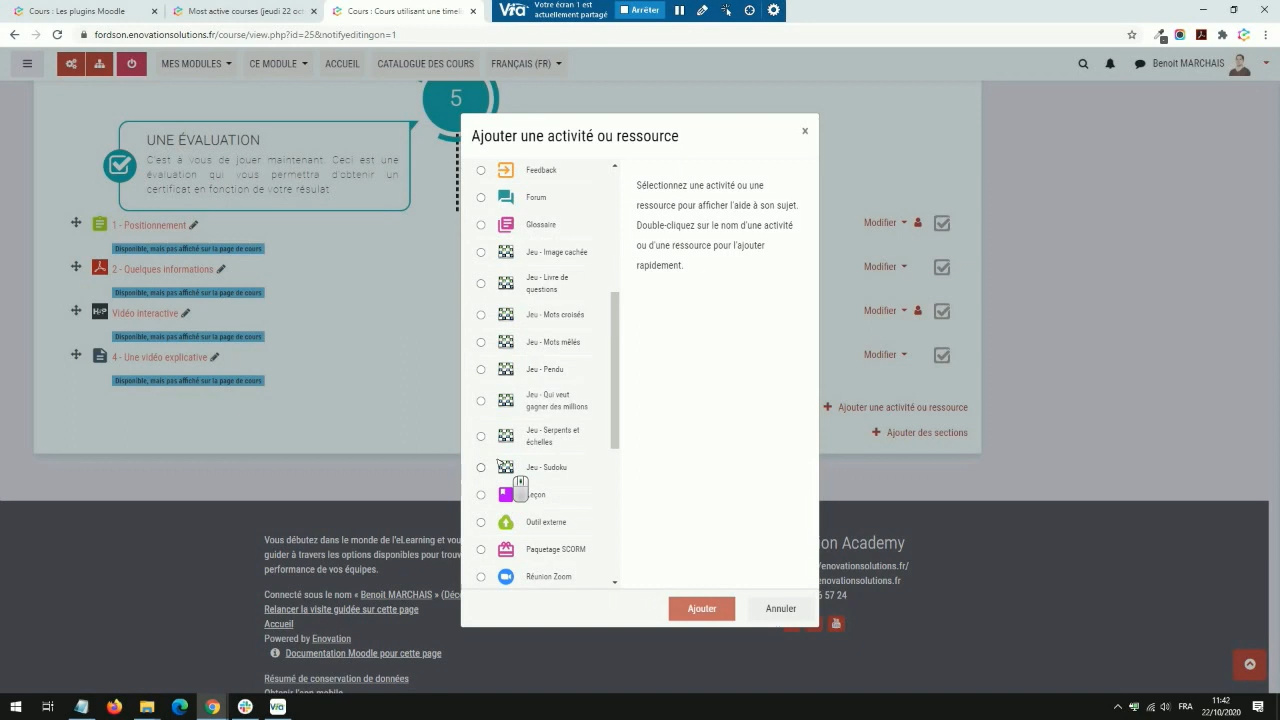 Cours : Les plugins Moodle
Most active courses (jeudi 22 oct
Cours : Cours utilisant une timeli
Via
Votre écran 1 est
actuellement partagé
Arrêter
fordson.enovationsolutions.fr/course/view.php?id=25&notifyeditingon=1
MES MODULES
CE MODULE
ACCUEIL
CATALOGUE DES COURS
FRANÇAIS (FR)
Benoit MARCHAIS
5
UNE ÉVALUATION
C'est à vous de jouer maintenant. Ceci est une
évaluation qui vous permettra d'obtenir un
certificat en fonction de votre résultat
1 - Positionnement
Modifier
Disponible, mais pas affiché sur la page de cours
2 - Quelques informations
Modifier
Disponible, mais pas affiché sur la page de cours
H-P
Vidéo interactive
Modifier
Disponible, mais pas affiché sur la page de cours
4 - Une vidéo explicative
Modifier
Disponible, mais pas affiché sur la page de cours
Ajouter une activité ou ressource
Ajouter des sections
Ajouter une activité ou ressource
x
Feedback
Forum
Glossaire
Jeu - Image cachée
Jeu - Livre de
questions
Jeu - Mots croisés
Jeu - Mots mêlés
Jeu - Pendu
Jeu - Qui veut
gagner des millions
Jeu - Serpents et
échelles
Jeu - Sudoku
Leçon
Outil externe
Paquetage SCORM
Réunion Zoom
Sélectionnez une activité ou une
ressource pour afficher l'aide à son sujet.
Double-cliquez sur le nom d'une activité
ou d'une ressource pour l'ajouter
rapidement.
Ajouter
Annuler
Vous débutez dans le monde de l'eLearning et vou
guider à travers les options disponibles pour trouv
performance de vos équipes.
Connecté sous le nom « Benoit MARCHAIS » (Déc
Relancer la visite guidée sur cette page
Accueil
Powered by Enovation
Documentation Moodle pour cette page
Résumé de conservation de données
Obtenir l'app mobile
on Academy
/enovationsolutions.fr/
enovationsolutions.fr
6 57 24
You
Via
FRA
11:42
22/10/2020